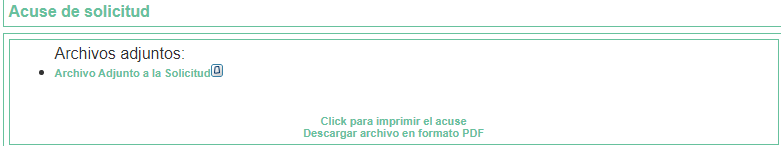 Acuse de solicitud
Archivos adjuntos:
Archivo Adjunto a la Solicitud
Click para imprimir el acuse
Descargar archivo en formato PDF